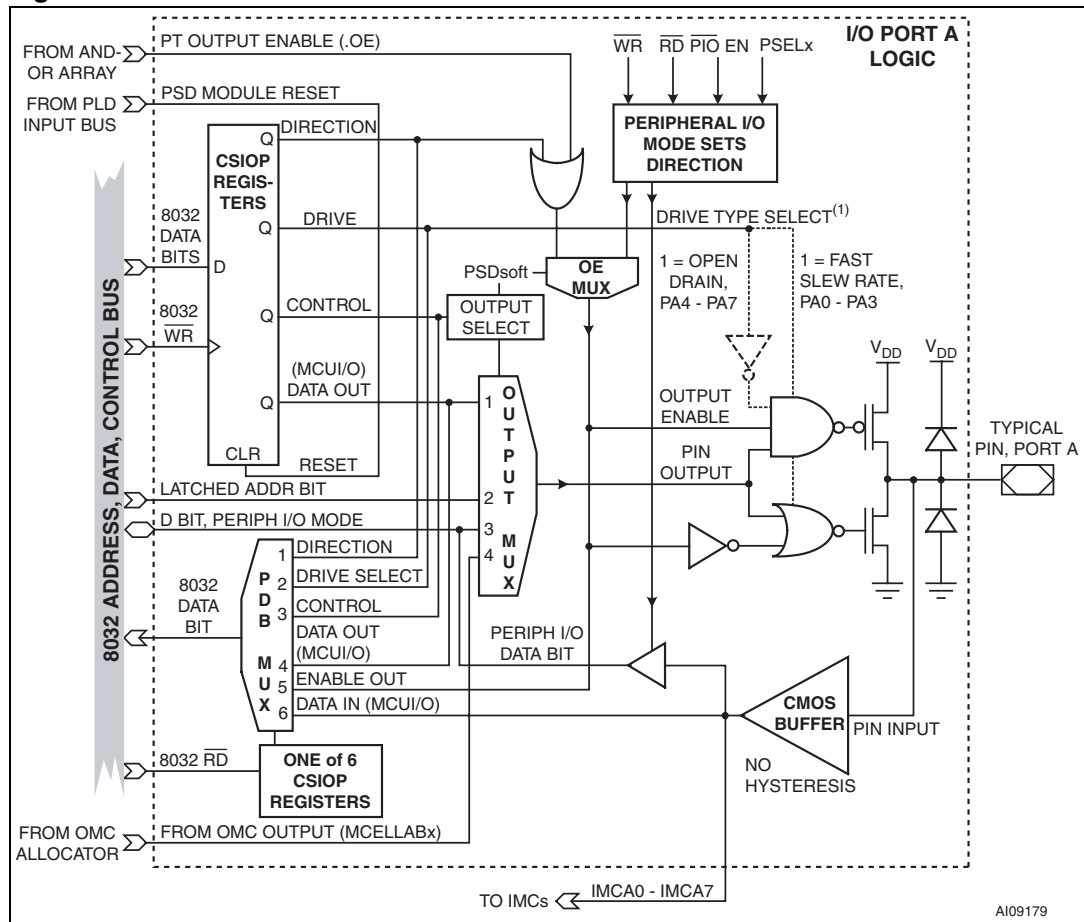 I/O PORT A
LOGIC
FROM AND-
OR ARRAY
PT OUTPUT ENABLE (.OE)
WR RD PIO EN PSELx
FROM PLD
INPUT BUS
PSD MODULE RESET
PERIPHERAL I/O
MODE SETS
DIRECTION
8032 ADDRESS, DATA, CONTROL BUS
CSIOP
REGIS-
TERS
Q
DIRECTION
Q
DRIVE
DRIVE TYPE SELECT(1)
8032
DATA
BITS
D
1 = OPEN
DRAIN,
PA4 - PA7
1 = FAST
SLEW RATE,
PA0 - PA3
PSDsoft
OE
MUX
OUTPUT
SELECT
8032
WR
Q
CONTROL
Q
(MCUI/O)
DATA OUT
CLR
RESET
OUTPUT MUX
1
2
3
4
OUTPUT
ENABLE
PIN
OUTPUT
VDD
VDD
TYPICAL
PIN, PORT A
LATCHED ADDR BIT
D BIT, PERIPH I/O MODE
8032
DATA
BIT
PDB MUX
1 DIRECTION
2 DRIVE SELECT
3 CONTROL
DATA OUT
4 (MCUI/O)
5 ENABLE OUT
6 DATA IN (MCUI/O)
PERIPH I/O
DATA BIT
CMOS
BUFFER
PIN INPUT
NO
HYSTERESIS
8032 RD
ONE of 6
CSIOP
REGISTERS
FROM OMC
ALLOCATOR
FROM OMC OUTPUT (MCELLABx)
TO IMCs
IMCA0 - IMCA7
AI09179